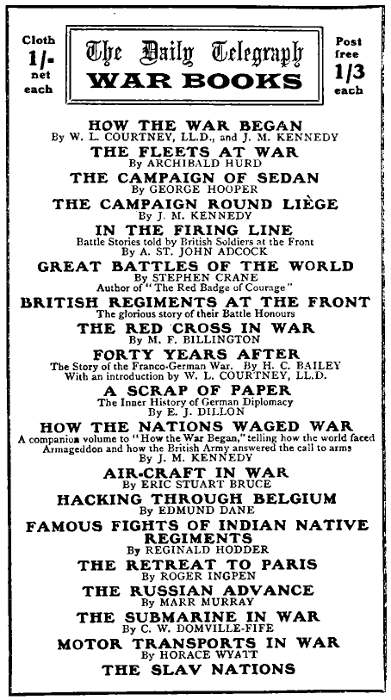 Cloth
1/-
net
each
The Daily Telegraph
WAR BOOKS
Post
free
1/3
each
HOW THE WAR BEGAN
By W. L. COURTNEY, LL.D., and J. M. KENNEDY
THE FLEETS AT WAR
By ARCHIBALD HURD
THE CAMPAIGN OF SEDAN
By GEORGE HOOPER
THE CAMPAIGN ROUND LIÈGE
By J. M. KENNEDY
IN THE FIRING LINE
Battle Stories told by British Soldiers at the Front
By A. ST. JOHN ADCOCK
GREAT BATTLES OF THE WORLD
By STEPHEN CRANE
Author of "The Red Badge of Courage"
BRITISH REGIMENTS AT THE FRONT
The glorious story of their Battle Honours
THE RED CROSS IN WAR
By M. F. BILLINGTON
FORTY YEARS AFTER
The Story of the Franco-German War. By H. C. BAILEY
With an introduction by W. L. COURTNEY, LL.D.
A SCRAP OF PAPER
The Inner History of German Diplomacy
By E. J. DILLON
HOW THE NATIONS WAGED WAR
A companion volume to "How the War Began," telling how the world faced
Armageddon and how the British Army answered the call to arms
By J. M. KENNEDY
AIR-CRAFT IN WAR
By ERIC STUART BRUCE
HACKING THROUGH BELGIUM
By EDMUND DANE
FAMOUS FIGHTS OF INDIAN NATIVE
REGIMENTS
By REGINALD HODDER
THE RETREAT TO PARIS
By ROGER INGPEN
THE RUSSIAN ADVANCE
By MARR MURRAY
THE SUBMARINE IN WAR
By C. W. DOMVILLE-FIFE
MOTOR TRANSPORTS IN WAR
By HORACE WYATT
THE SLAV NATIONS